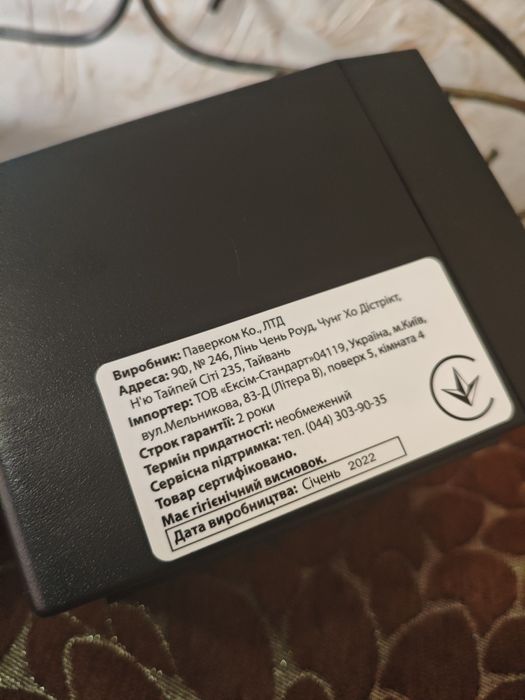 Виробник: Паверком Ко., ЛТД
Адреса: 9Ф, № 246, Лінь Чень Роуд, Чунг Хо Дістрікт,
Н'ю Тайпей Сіті 235, Тайвань
Імпортер: ТОВ «Ексім-Стандарт»04119, Україна, м.Київ,
вул.Мельникова, 83-Д (Літера В), поверх 5, кімната 4
Строк гарантії: 2 роки
Термін придатності: необмежений
Сервісна підтримка: тел. (044) 303-90-35
Товар сертифіковано.
Має гігієнічний висновок.
Дата виробництва: Січень 2022